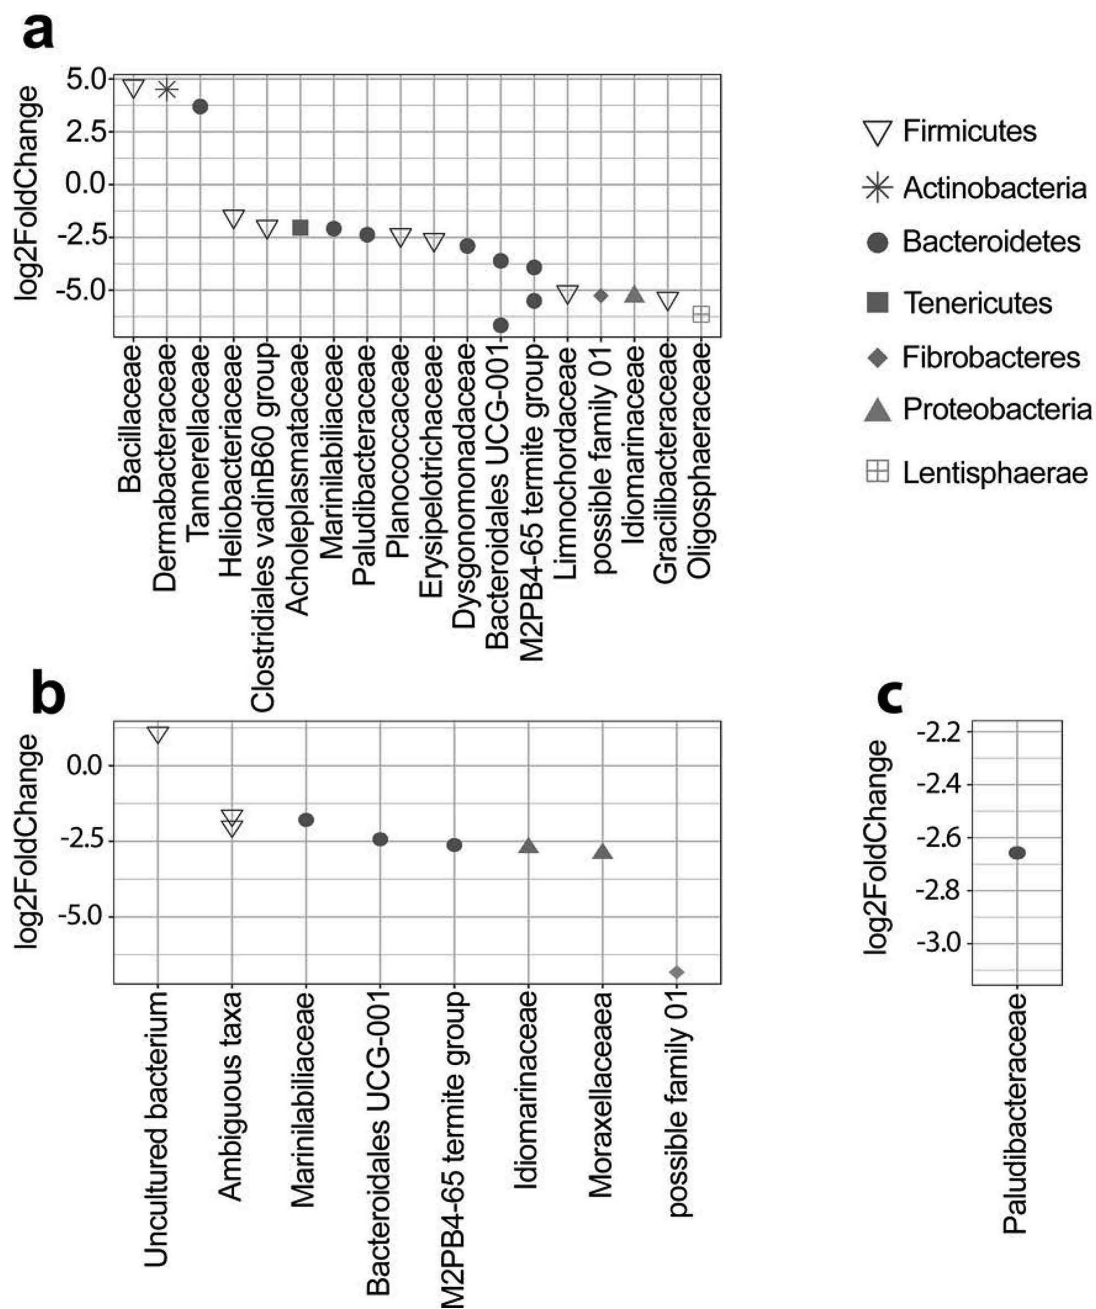 a
log2FoldChange
5.0
2.5
0.0
-2.5
-5.0
Bacillaceae
Dermabacteraceae
Tannerellaceae
Heliobacteriaceae
Clostridiales vadinB60 group
Acholeplasmataceae
Marinilabiliaceae
Paludibacteraceae
Planococcaceae
Erysipelotrichaceae
Dysgonomonadaceae
Bacteroidales UCG-001
M2PB4-65 termite group
Limnochordaceae
possible family 01
Idiomarinaceae
Gracilibacteraceae
Oligosphaeraceae
Firmicutes
Actinobacteria
Bacteroidetes
Tenericutes
Fibrobacteres
Proteobacteria
Lentisphaerae
b
log2FoldChange
0.0
-2.5
-5.0
Uncultured bacterium
Ambiguous taxa
Marinilabiliaceae
Bacteroidales UCG-001
M2PB4-65 termite group
Idiomarinaceae
Moraxellaceaea
possible family 01
c
log2FoldChange
-2.2
-2.4
-2.6
-2.8
-3.0
Paludibacteraceae